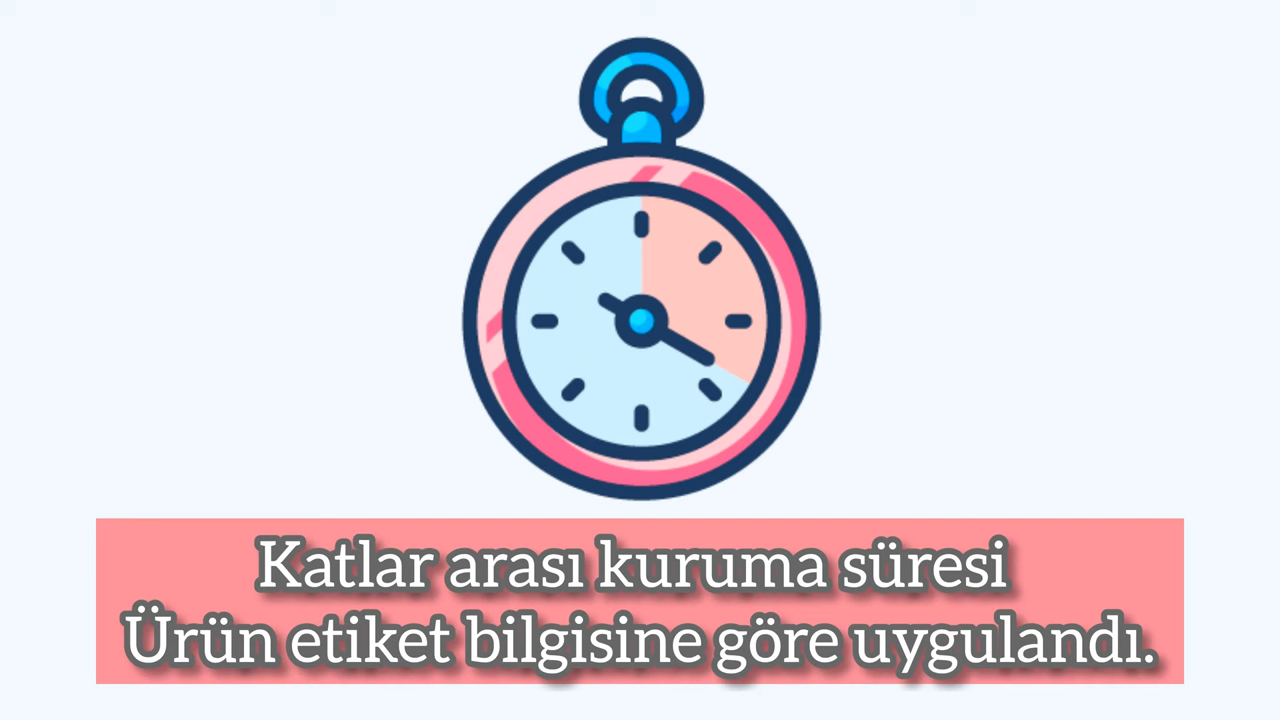 Katlar arası kuruma süresi
Ürün etiket bilgisine göre uygulandı.